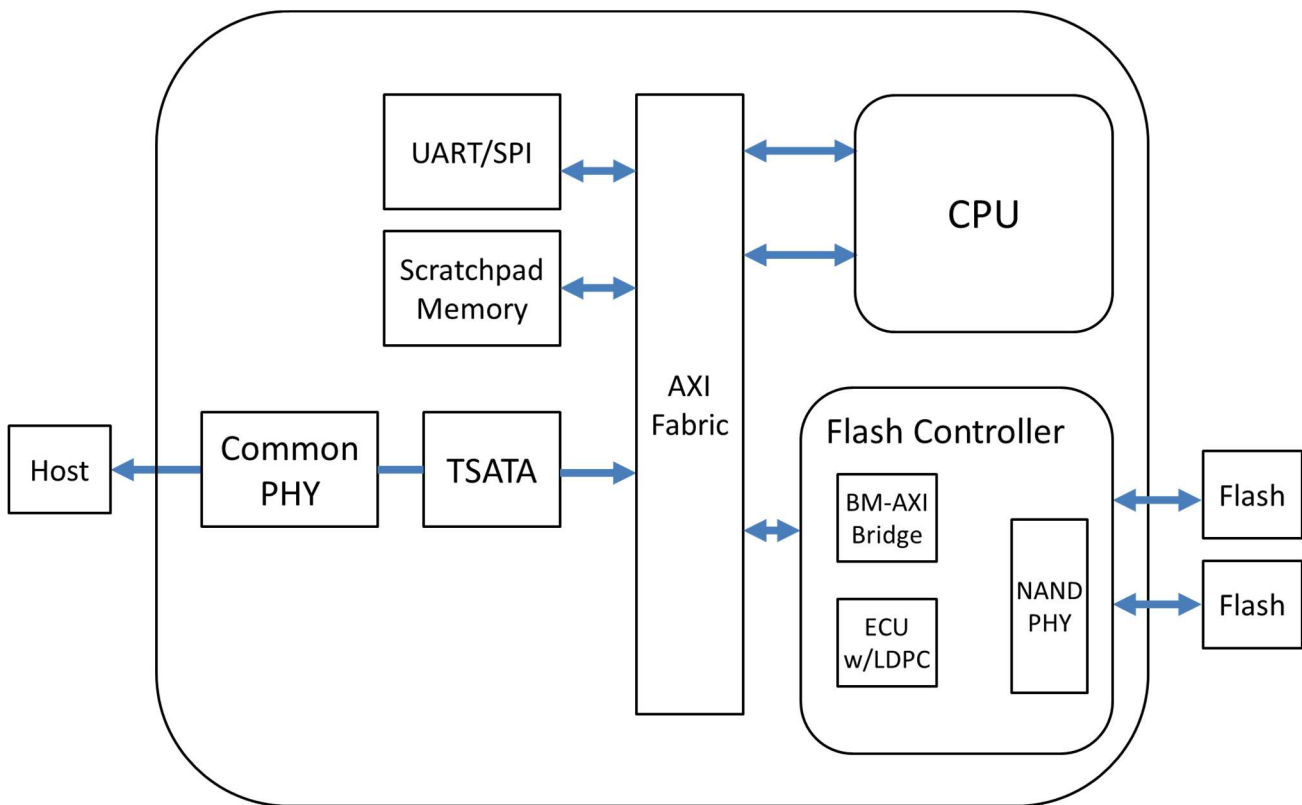 UART/SPI
Scratchpad
Memory
CPU
AXI
Fabric
Host
Common
PHY
TSATA
Flash Controller
BM-AXI
Bridge
ECU
w/LDPC
NAND
PHY
Flash
Flash